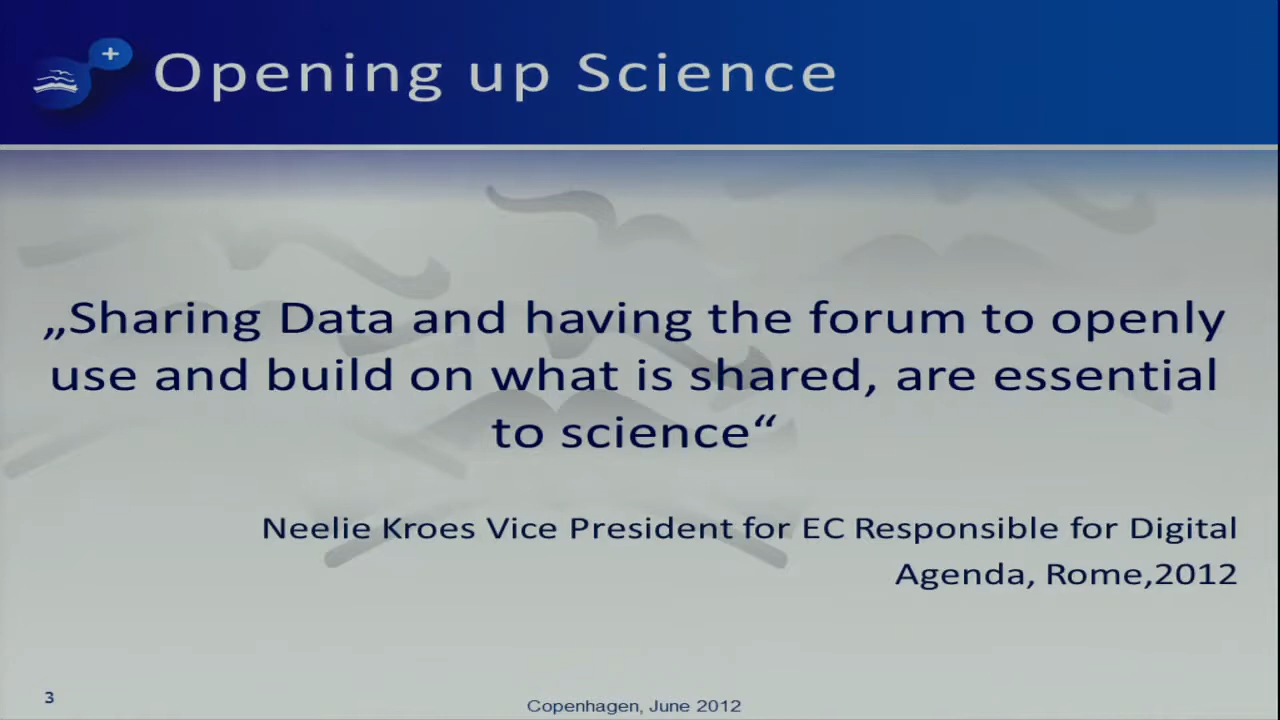 Opening up Science
„Sharing Data and having the forum to openly
use and build on what is shared, are essential
to science“
Neelie Kroes Vice President for EC Responsible for Digital
Agenda, Rome,2012
3
Copenhagen, June 2012